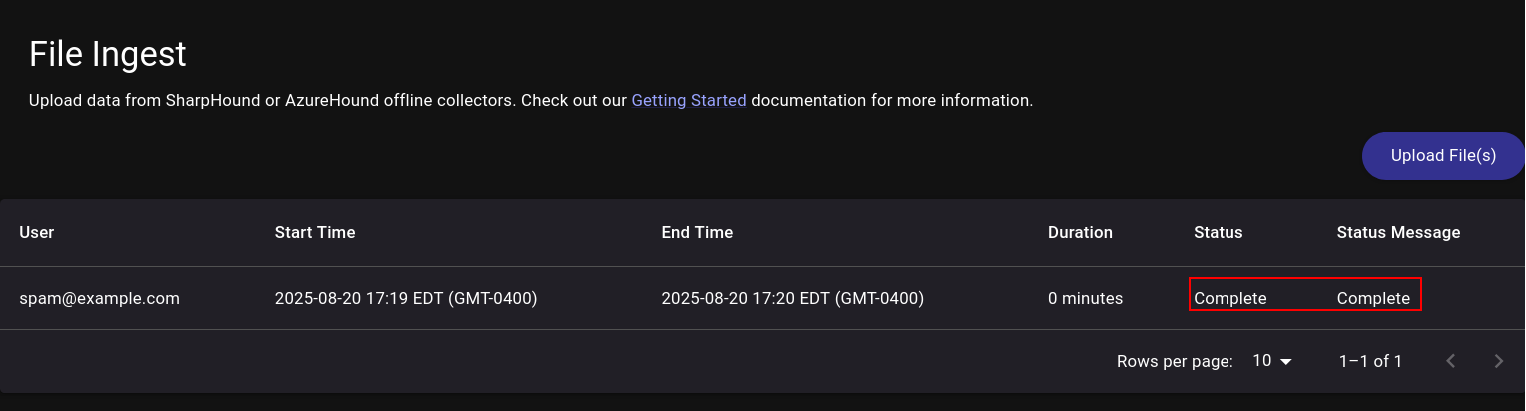 File Ingest
Upload data from SharpHound or AzureHound offline collectors. Check out our Getting Started documentation for more information.
Upload File(s)
User Start Time End Time Duration Status Status Message
spam@example.com 2025-08-20 17:19 EDT (GMT-0400) 2025-08-20 17:20 EDT (GMT-0400) 0 minutes Complete Complete
Rows per page: 10 1–1 of 1